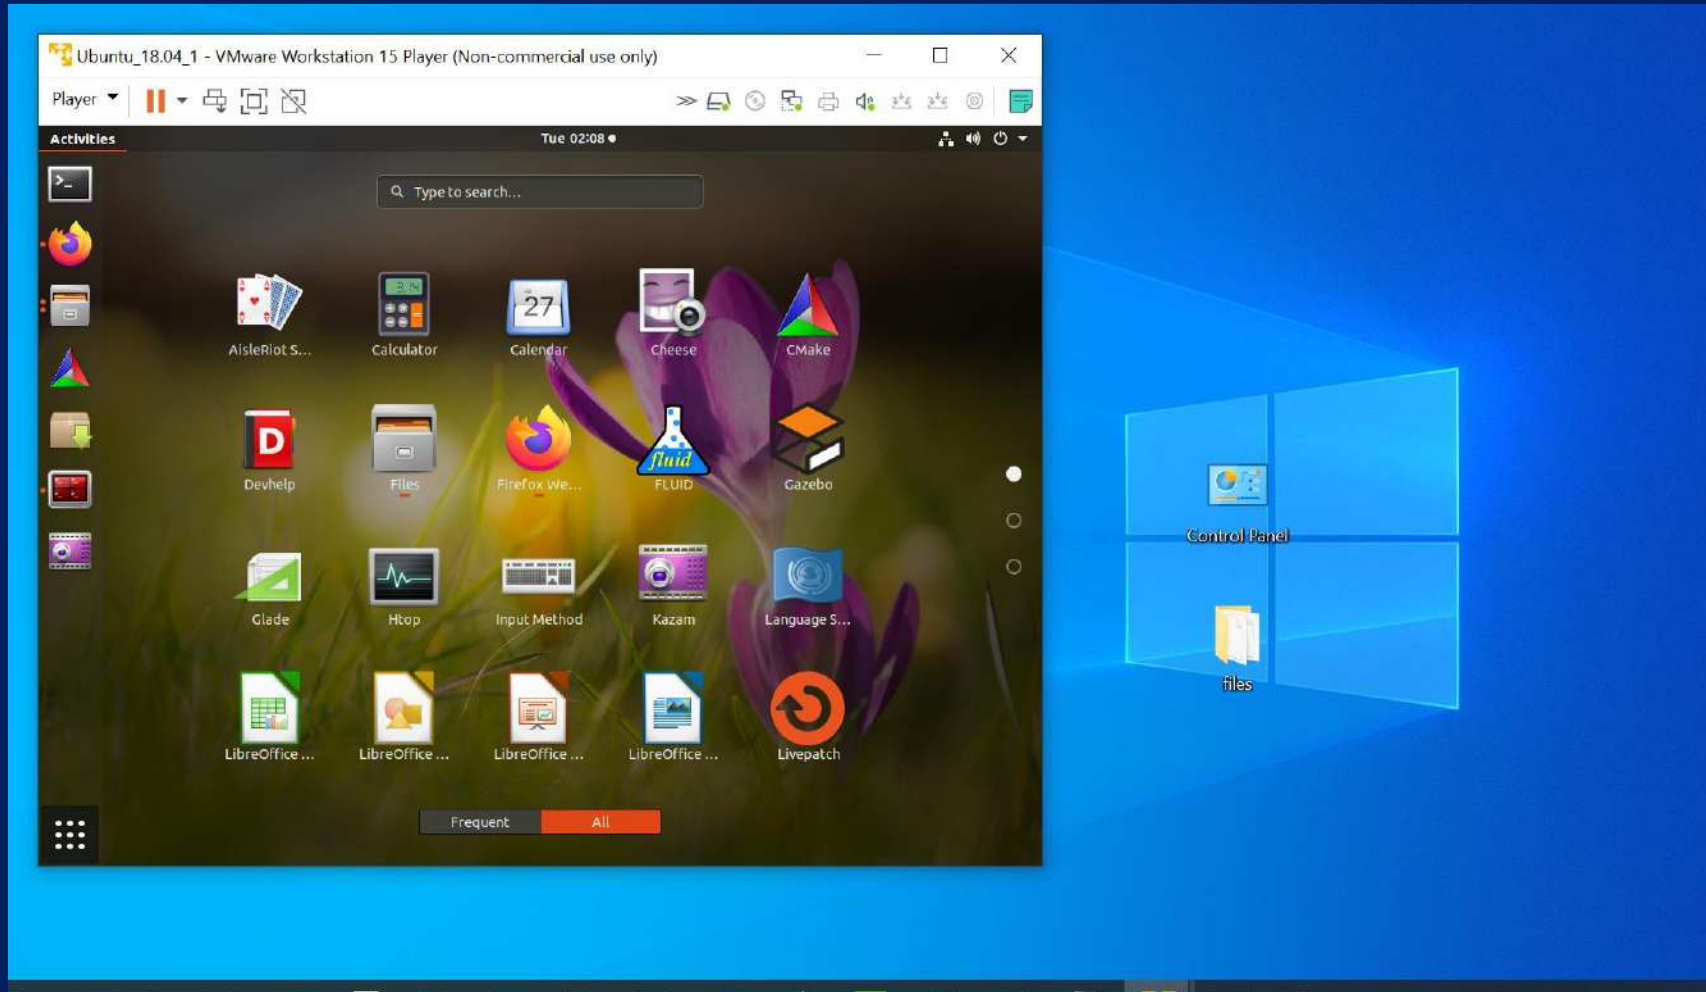 Ubuntu_18.04_1 - VMware Workstation 15 Player (Non-commercial use only)
Player
Activities
Tue 02:08
Type to search...
AisleRiot S...
Calculator
Calendar
Cheese
CMake
Devhelp
Files
Firefox We...
FLUID
Gazebo
Glade
Htop
Input Method
Kazam
Language S...
LibreOffice ...
LibreOffice ...
LibreOffice ...
LibreOffice ...
Livepatch
Frequent
All
3.14
27
D
fluid
Control Panel
files